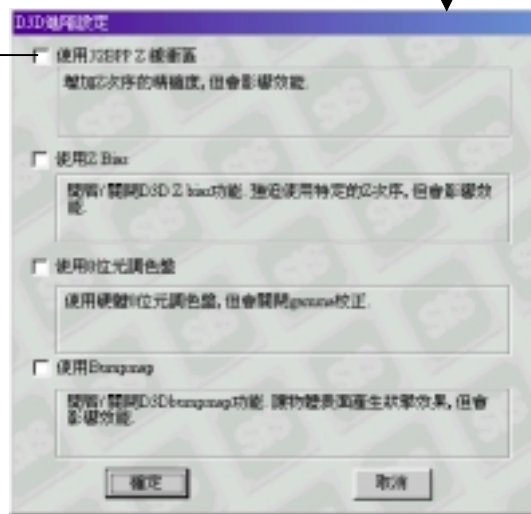 D3D進階設定
使用32BPP Z 緩衝區
增加Z次序的精確度, 但會影響效能.
使用Z Bias
開啟/關閉D3D Z bias功能. 強迫使用特定的Z次序, 但會影響效
能.
使用8位元調色盤
使用硬體8位元調色盤, 但會關閉gamma校正.
使用Bumpmap
開啟/關閉D3Dbumpmap功能. 讓物體表面產生狀聚效果, 但會
影響效能.
確定
取消
SiS